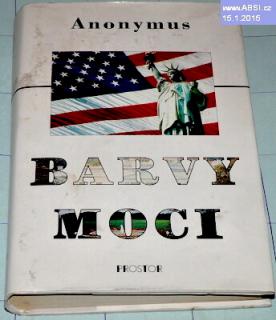 www.ABSI.cz
15.1.2015
Anonymus
BARVY
MOCI
PROSTOR